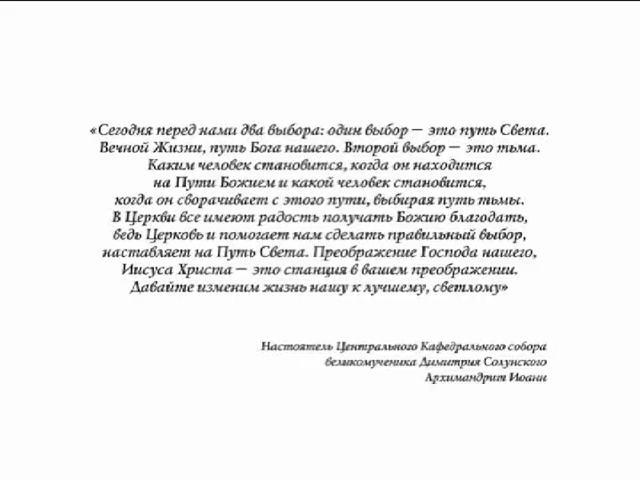 «Сегодня перед нами два выбора: один выбор — это путь Света.
Вечной Жизни, путь Бога нашего. Второй выбор — это тьма.
Каким человек становится, когда он находится
на Пути Божием и какой человек становится,
когда он сворачивает с этого пути, выбирая путь тьмы.
В Церкви все имеют радость получать Божию благодать,
ведь Церковь и помогает нам сделать правильный выбор,
наставляет на Путь Света. Преображение Господа нашего,
Иисуса Христа — это станция в вашем преображении.
Давайте изменим жизнь нашу к лучшему, светлому»
Настоятель Центрального Кафедрального собора
великомученика Димитрия Солунского
Архимандрит Иоанн